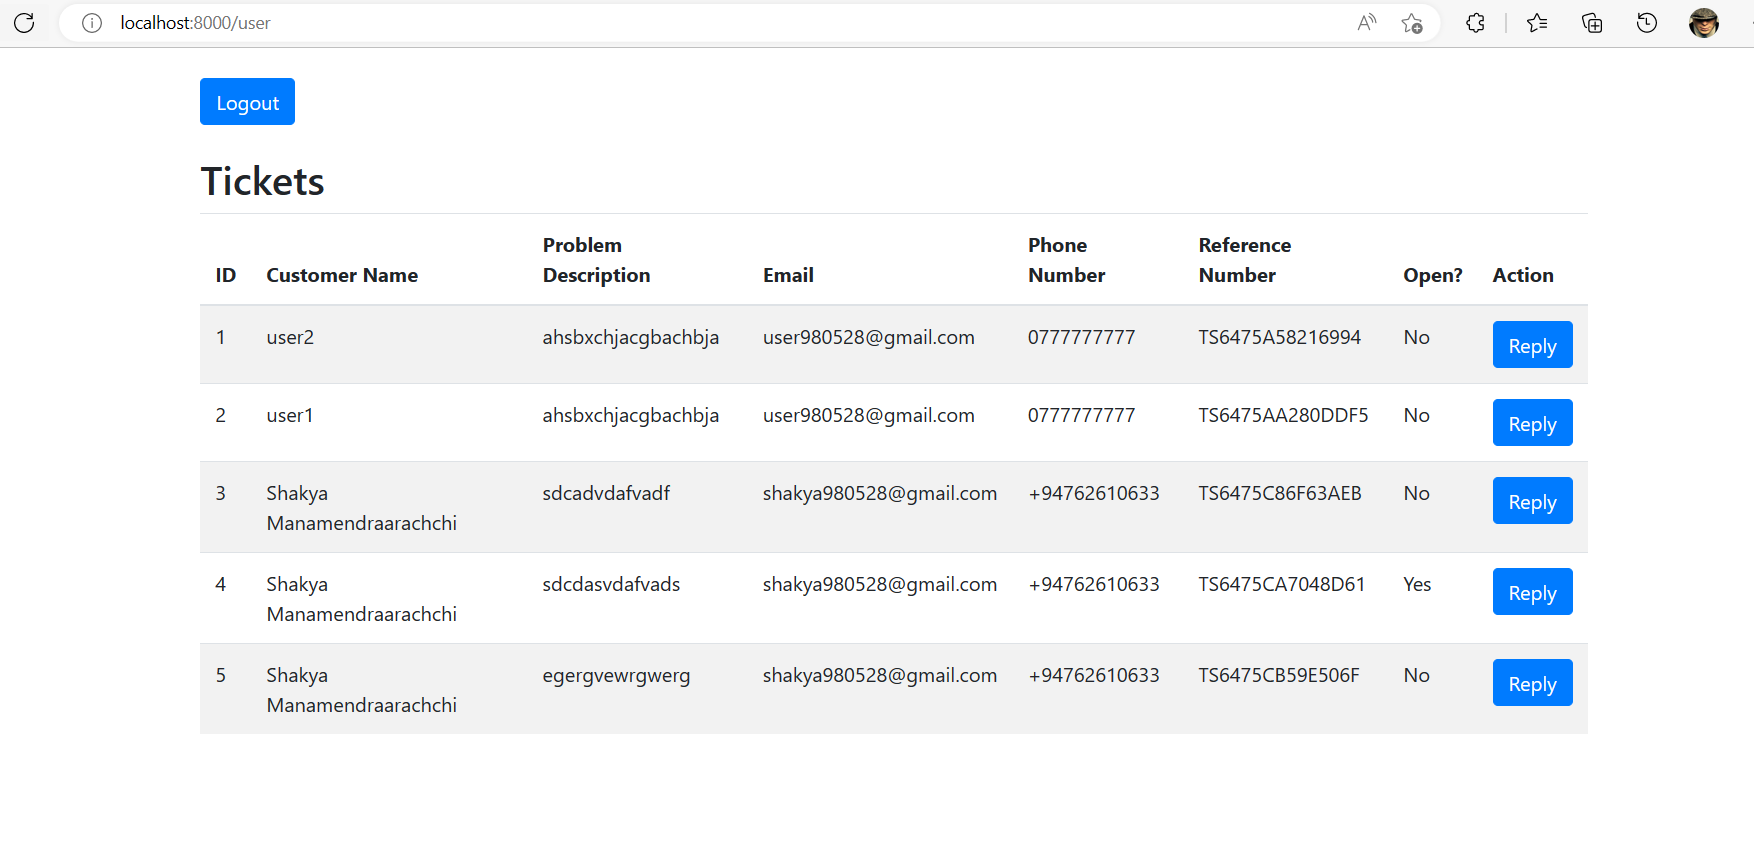 localhost:8000/user
Logout
Tickets
ID Customer Name Problem Description Email Phone Number Reference Number Open? Action
1 user2 ahsbxchjacgbachbja user980528@gmail.com 0777777777 TS6475A58216994 No Reply
2 user1 ahsbxchjacgbachbja user980528@gmail.com 0777777777 TS6475AA280DDF5 No Reply
3 Shakya Manamendraarachchi sdcadvdafvadf shakya980528@gmail.com +94762610633 TS6475C86F63AEB No Reply
4 Shakya Manamendraarachchi sdcdasvdafvads shakya980528@gmail.com +94762610633 TS6475CA7048D61 Yes Reply
5 Shakya Manamendraarachchi egergvewrgwerg shakya980528@gmail.com +94762610633 TS6475CB59E506F No Reply